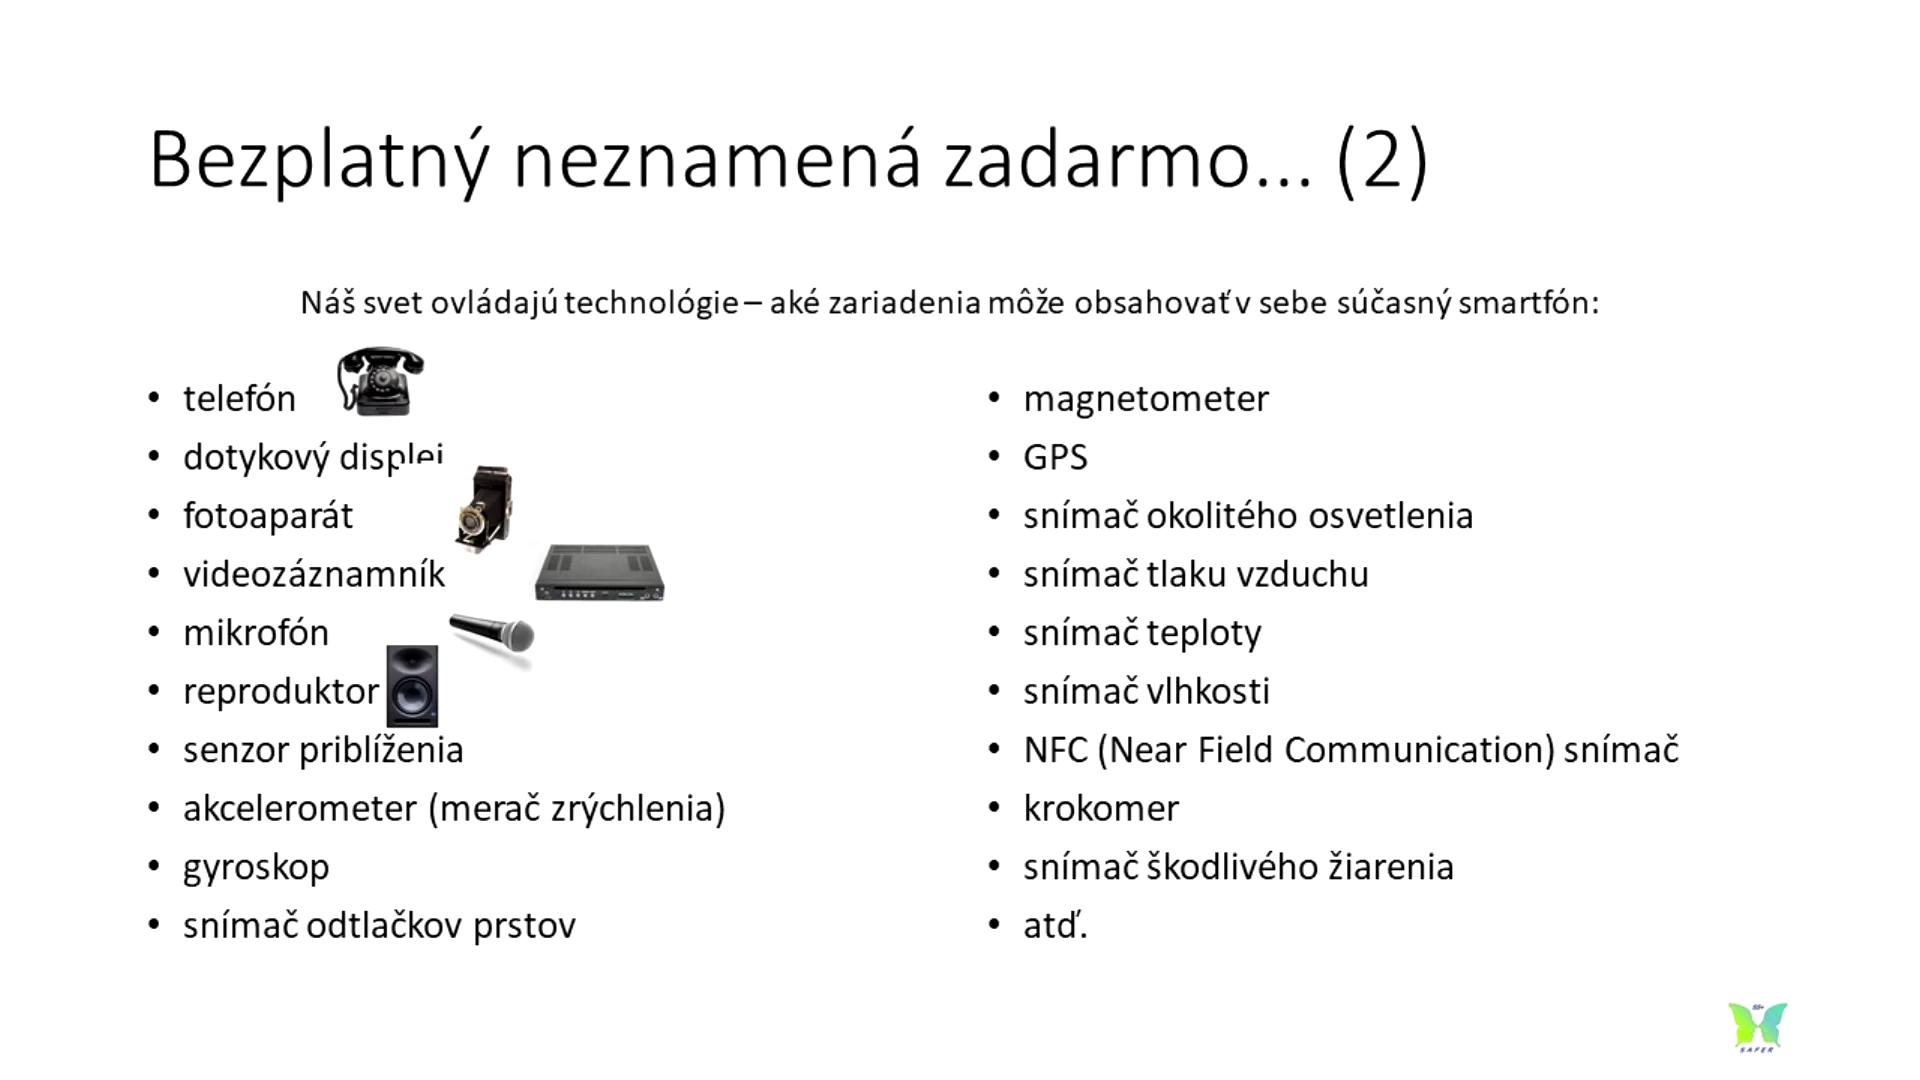 Bezplatný neznamená zadarmo... (2)
Náš svet ovládajú technológie – aké zariadenia môže obsahovať v sebe súčasný smartfón:
• telefón
• dotykový displej
• fotoaparát
• videozáznamník
• mikrofón
• reproduktor
• senzor priblíženia
• akcelerometer (merač zrýchlenia)
• gyroskop
• snímač odtlačkov prstov
• magnetometer
• GPS
• snímač okolitého osvetlenia
• snímač tlaku vzduchu
• snímač teploty
• snímač vlhkosti
• NFC (Near Field Communication) snímač
• krokomer
• snímač škodlivého žiarenia
• atď.
55+
SAFER